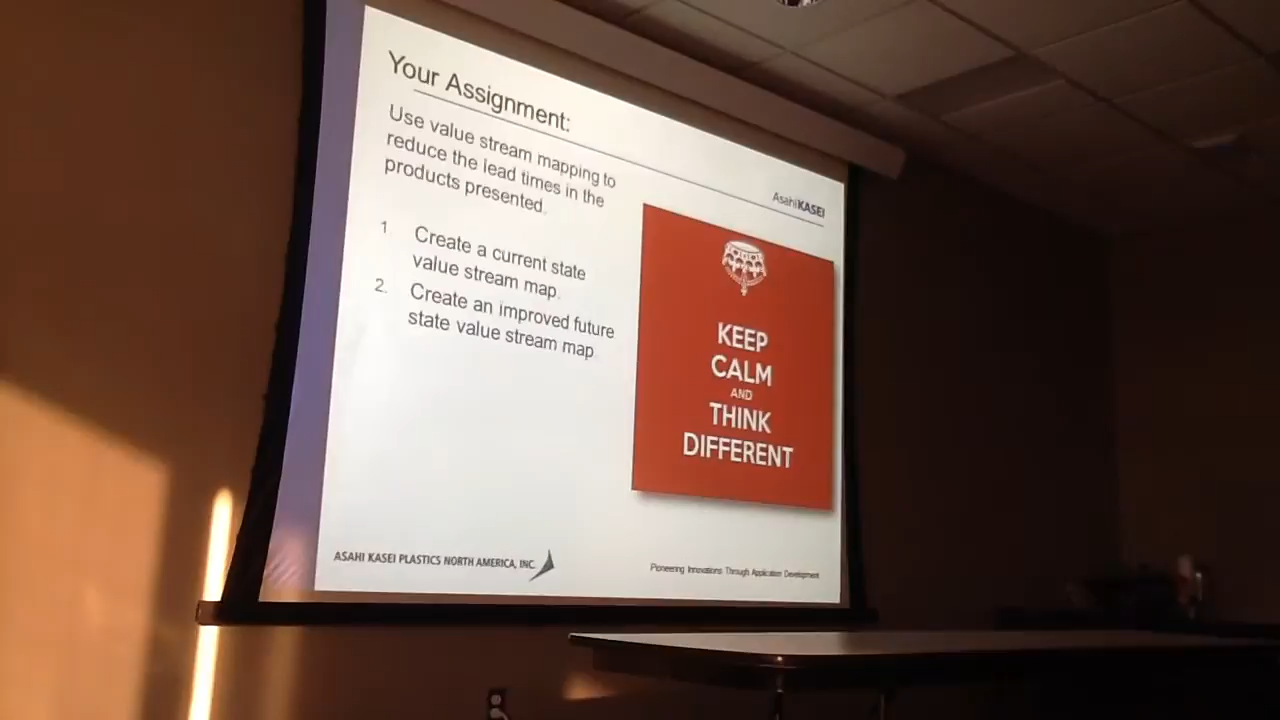 Your Assignment:
Use value stream mapping to
reduce the lead times in the
products presented.
AsahiKASEI
1. Create a current state
value stream map.
2. Create an improved future
state value stream map
KEEP
CALM
AND
THINK
DIFFERENT
ASAHI KASEI PLASTICS NORTH AMERICA, INC.
Pioneering Innovations Through Application Development